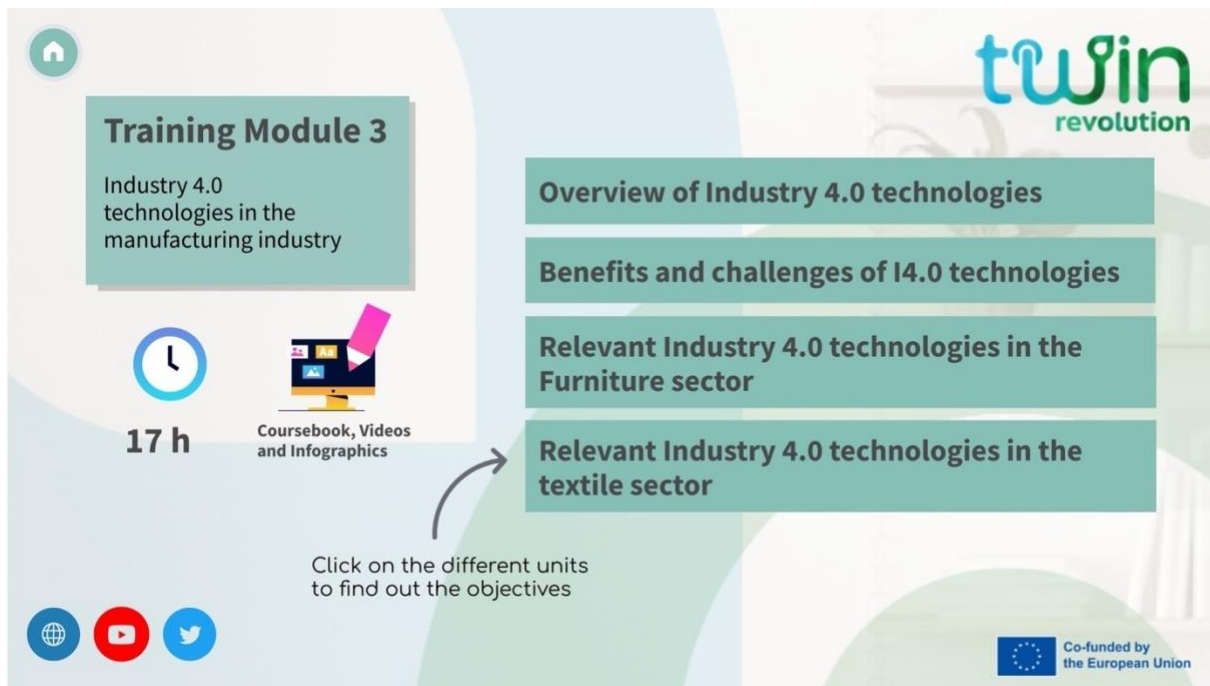 twin
revolution
Training Module 3
Industry 4.0
technologies in the
manufacturing industry
Overview of Industry 4.0 technologies
Benefits and challenges of I4.0 technologies
Relevant Industry 4.0 technologies in the
Furniture sector
Relevant Industry 4.0 technologies in the
textile sector
Aa
17 h
Coursebook, Videos
and Infographics
Click on the different units
to find out the objectives
Co-funded by
the European Union